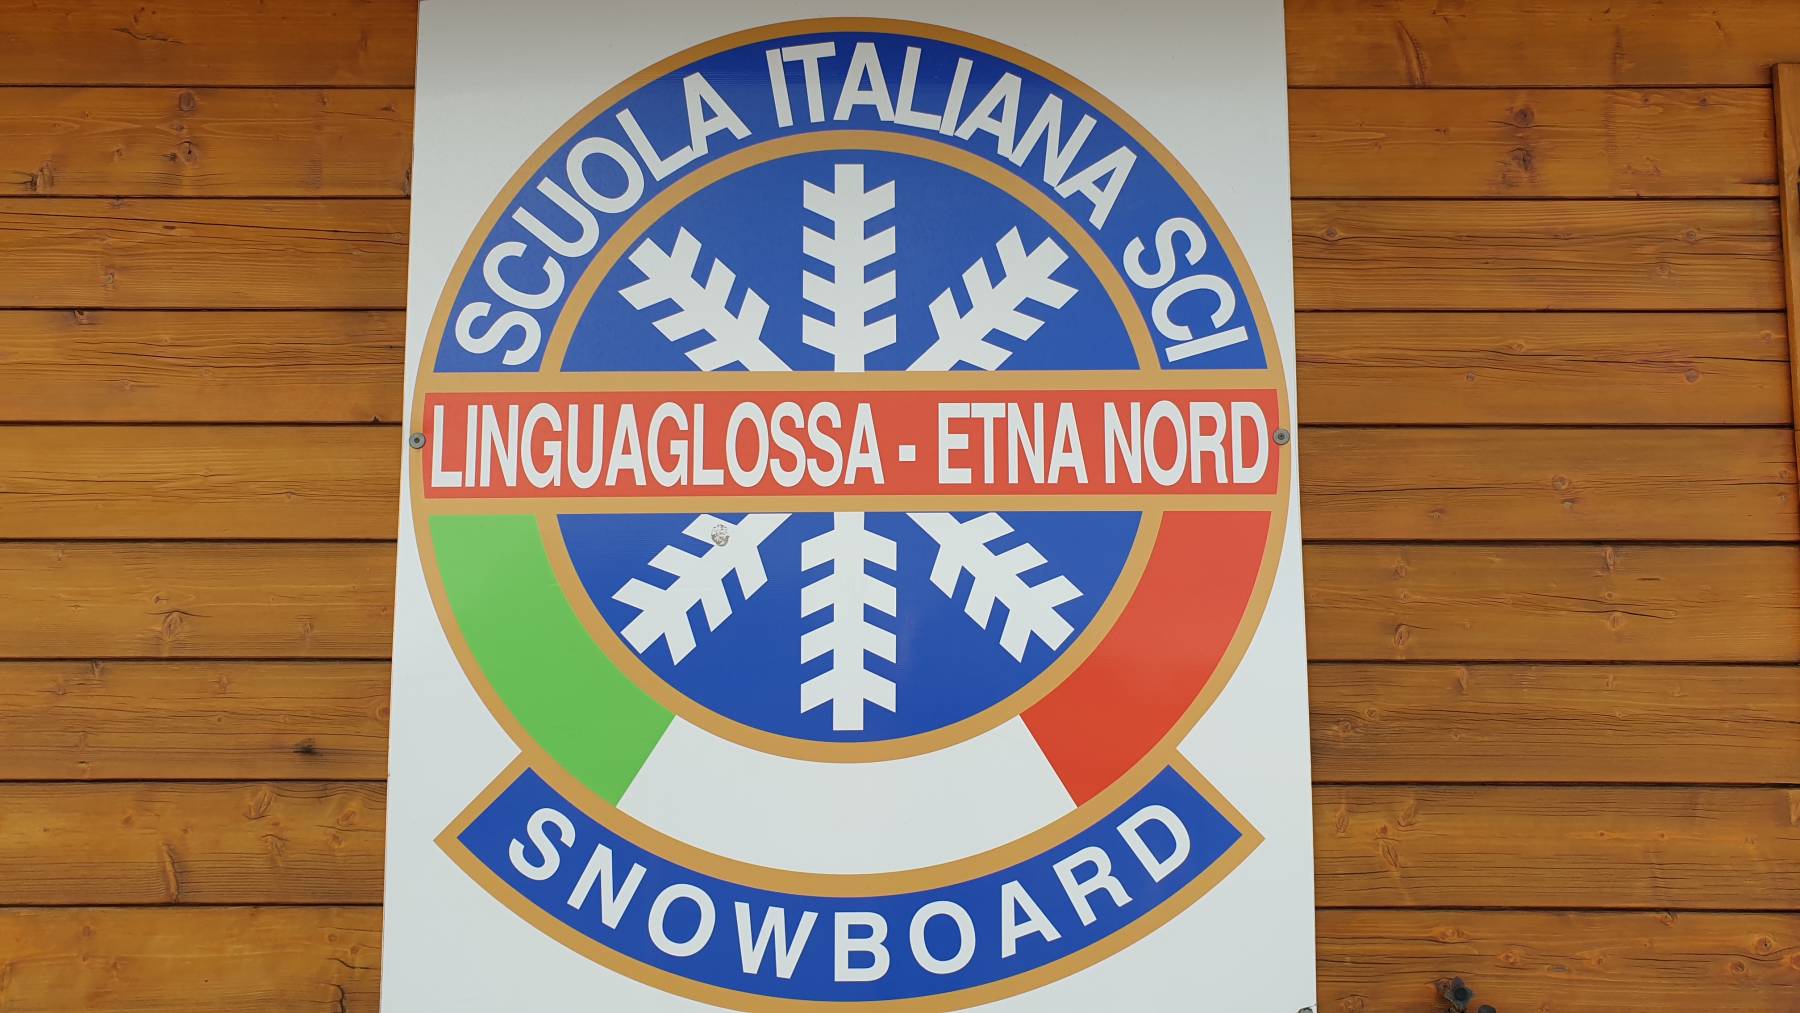 SCUOLA ITALIANA SCI
LINGUAGLOSSA - ETNA NORD
SNOWBOARD